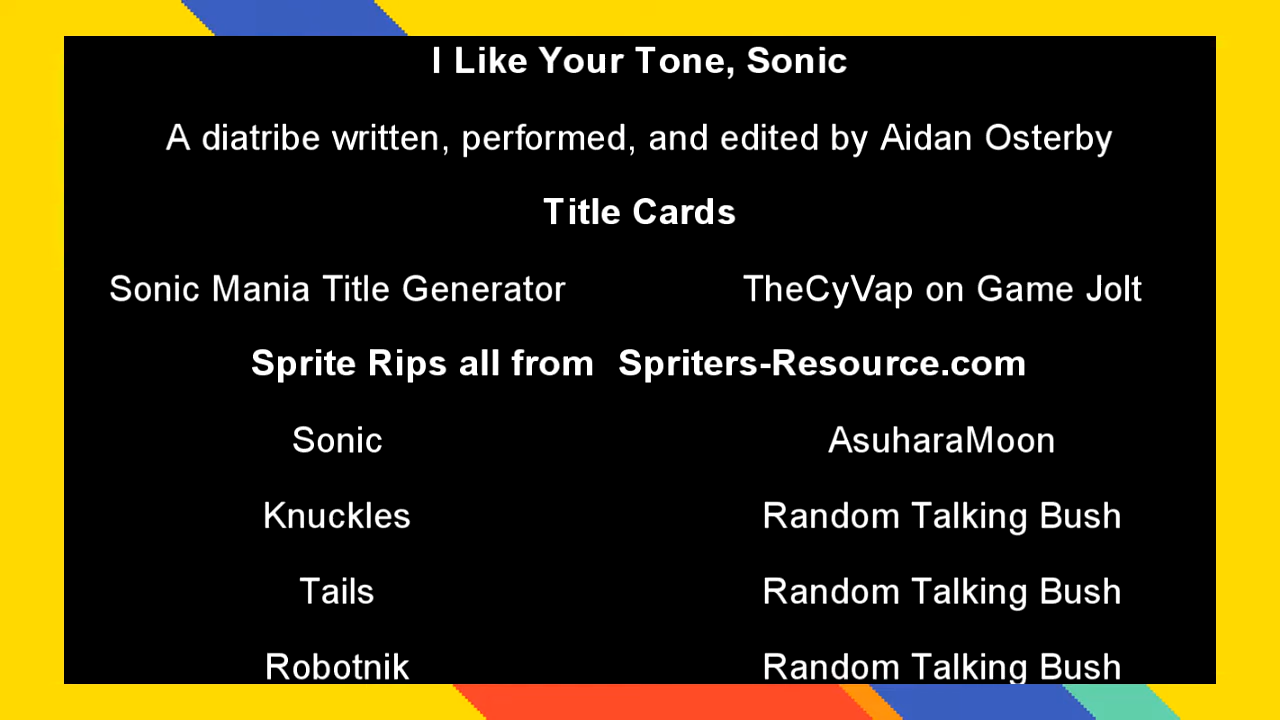 I Like Your Tone, Sonic
A diatribe written, performed, and edited by Aidan Osterby
Title Cards
Sonic Mania Title Generator TheCyVap on Game Jolt
Sprite Rips all from Spriters-Resource.com
Sonic AsuharaMoon
Knuckles Random Talking Bush
Tails Random Talking Bush
Robotnik Random Talking Bush